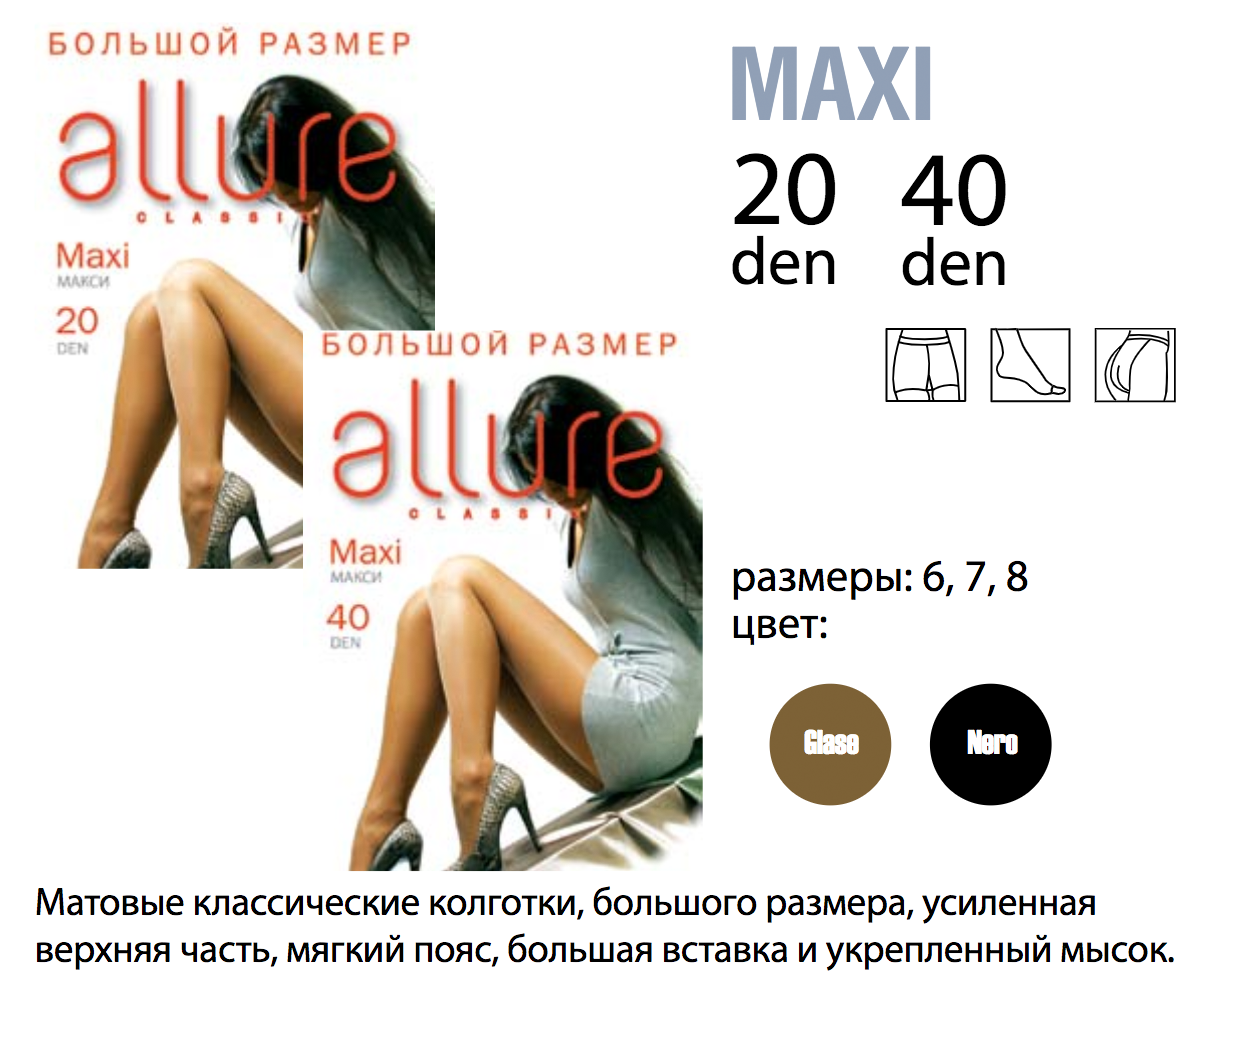 БОЛЬШОЙ РАЗМЕР
allure
CLASSIC
Maxi
МАКСИ
20
DEN
БОЛЬШОЙ РАЗМЕР
allure
CLASSIC
Maxi
МАКСИ
40
DEN
MAXI
20 40
den den
размеры: 6, 7, 8
цвет:
Glase Nero
Матовые классические колготки, большого размера, усиленная
верхняя часть, мягкий пояс, большая вставка и укрепленный мысок.